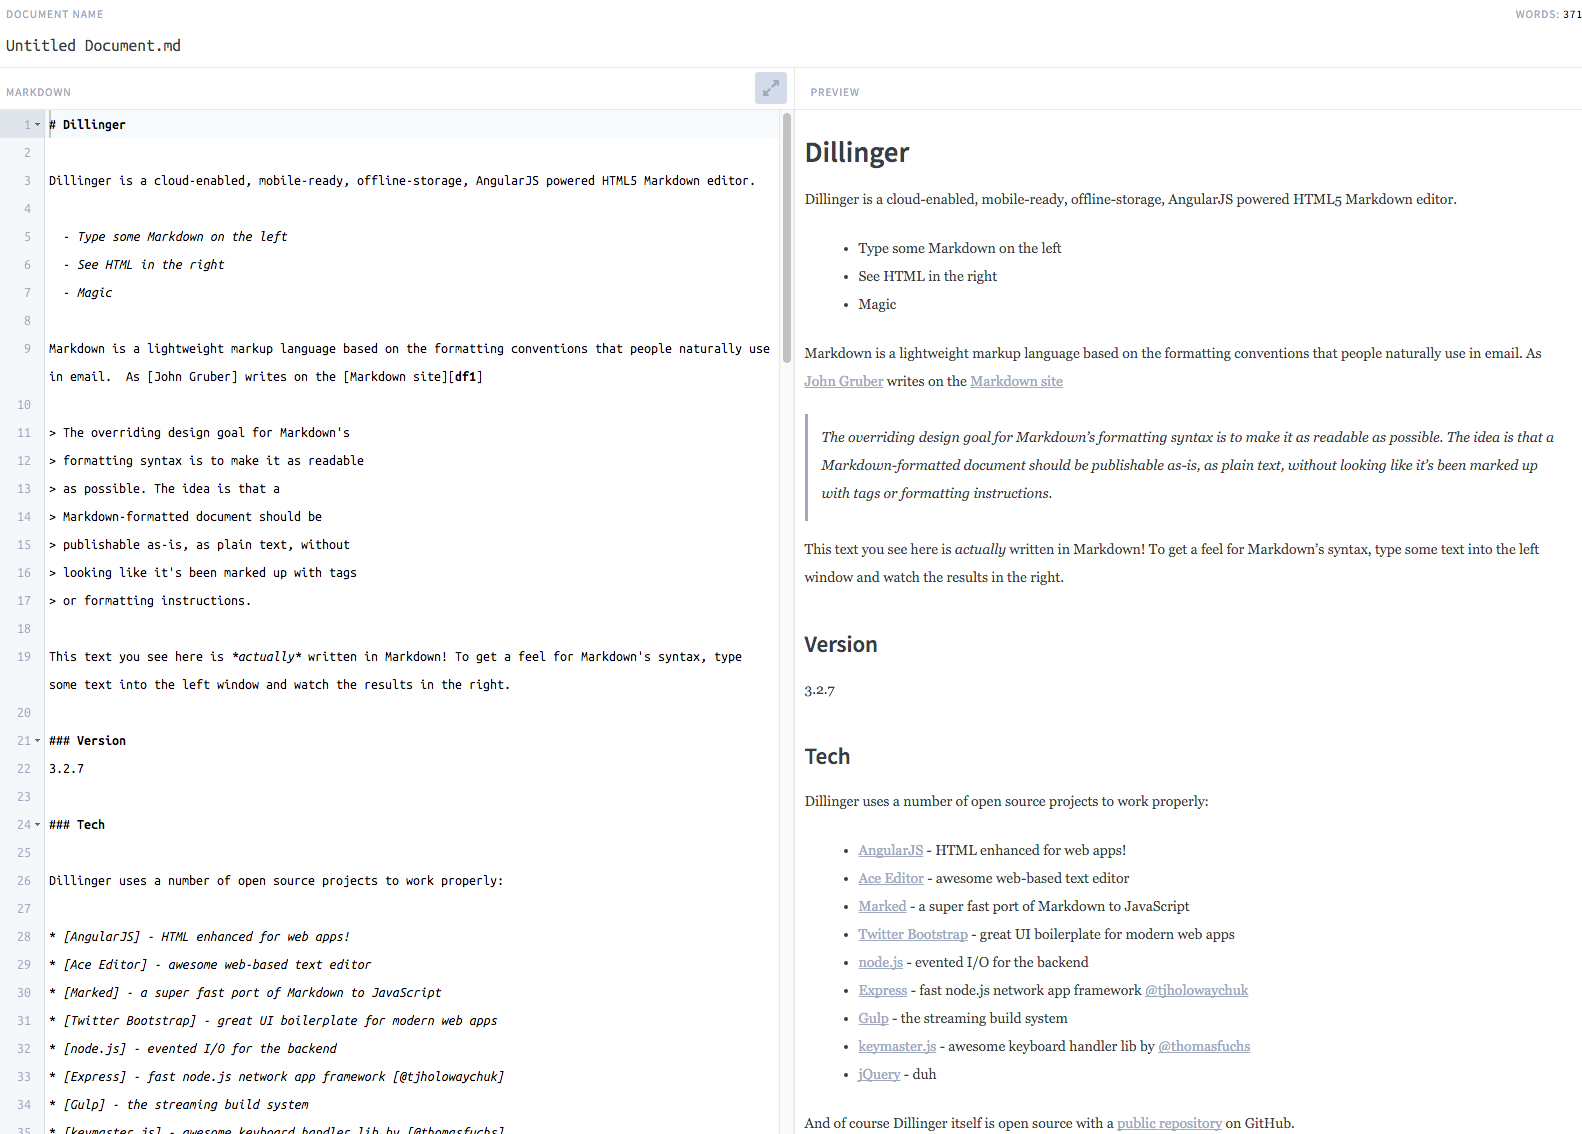 DOCUMENT NAME
WORDS: 371
Untitled Document.md
MARKDOWN
1 # Dillinger
2
3 Dillinger is a cloud-enabled, mobile-ready, offline-storage, AngularJS powered HTML5 Markdown editor.
4
5 - Type some Markdown on the left
6 - See HTML in the right
7 - Magic
8
9 Markdown is a lightweight markup language based on the formatting conventions that people naturally use
in email.  As [John Gruber] writes on the [Markdown site][df1]
10
11 > The overriding design goal for Markdown's
12 > formatting syntax is to make it as readable
13 > as possible. The idea is that a
14 > Markdown-formatted document should be
15 > publishable as-is, as plain text, without
16 > looking like it's been marked up with tags
17 > or formatting instructions.
18
19 This text you see here is *actually* written in Markdown! To get a feel for Markdown's syntax, type
some text into the left window and watch the results in the right.
20
21 ### Version
22 3.2.7
23
24 ### Tech
25
26 Dillinger uses a number of open source projects to work properly:
27
28 * [AngularJS] - HTML enhanced for web apps!
29 * [Ace Editor] - awesome web-based text editor
30 * [Marked] - a super fast port of Markdown to JavaScript
31 * [Twitter Bootstrap] - great UI boilerplate for modern web apps
32 * [node.js] - evented I/O for the backend
33 * [Express] - fast node.js network app framework [@tjholowaychuk]
34 * [Gulp] - the streaming build system
35 * [keymaster.js] - awesome keyboard handler lib by [@thomasfuchs]
PREVIEW
Dillinger
Dillinger is a cloud-enabled, mobile-ready, offline-storage, AngularJS powered HTML5 Markdown editor.
• Type some Markdown on the left
• See HTML in the right
• Magic
Markdown is a lightweight markup language based on the formatting conventions that people naturally use in email. As
John Gruber writes on the Markdown site
The overriding design goal for Markdown’s formatting syntax is to make it as readable as possible. The idea is that a
Markdown-formatted document should be publishable as-is, as plain text, without looking like it’s been marked up
with tags or formatting instructions.
This text you see here is actually written in Markdown! To get a feel for Markdown’s syntax, type some text into the left
window and watch the results in the right.
Version
3.2.7
Tech
Dillinger uses a number of open source projects to work properly:
• AngularJS - HTML enhanced for web apps!
• Ace Editor - awesome web-based text editor
• Marked - a super fast port of Markdown to JavaScript
• Twitter Bootstrap - great UI boilerplate for modern web apps
• node.js - evented I/O for the backend
• Express - fast node.js network app framework @tjholowaychuk
• Gulp - the streaming build system
• keymaster.js - awesome keyboard handler lib by @thomasfuchs
• jQuery - duh
And of course Dillinger itself is open source with a public repository on GitHub.